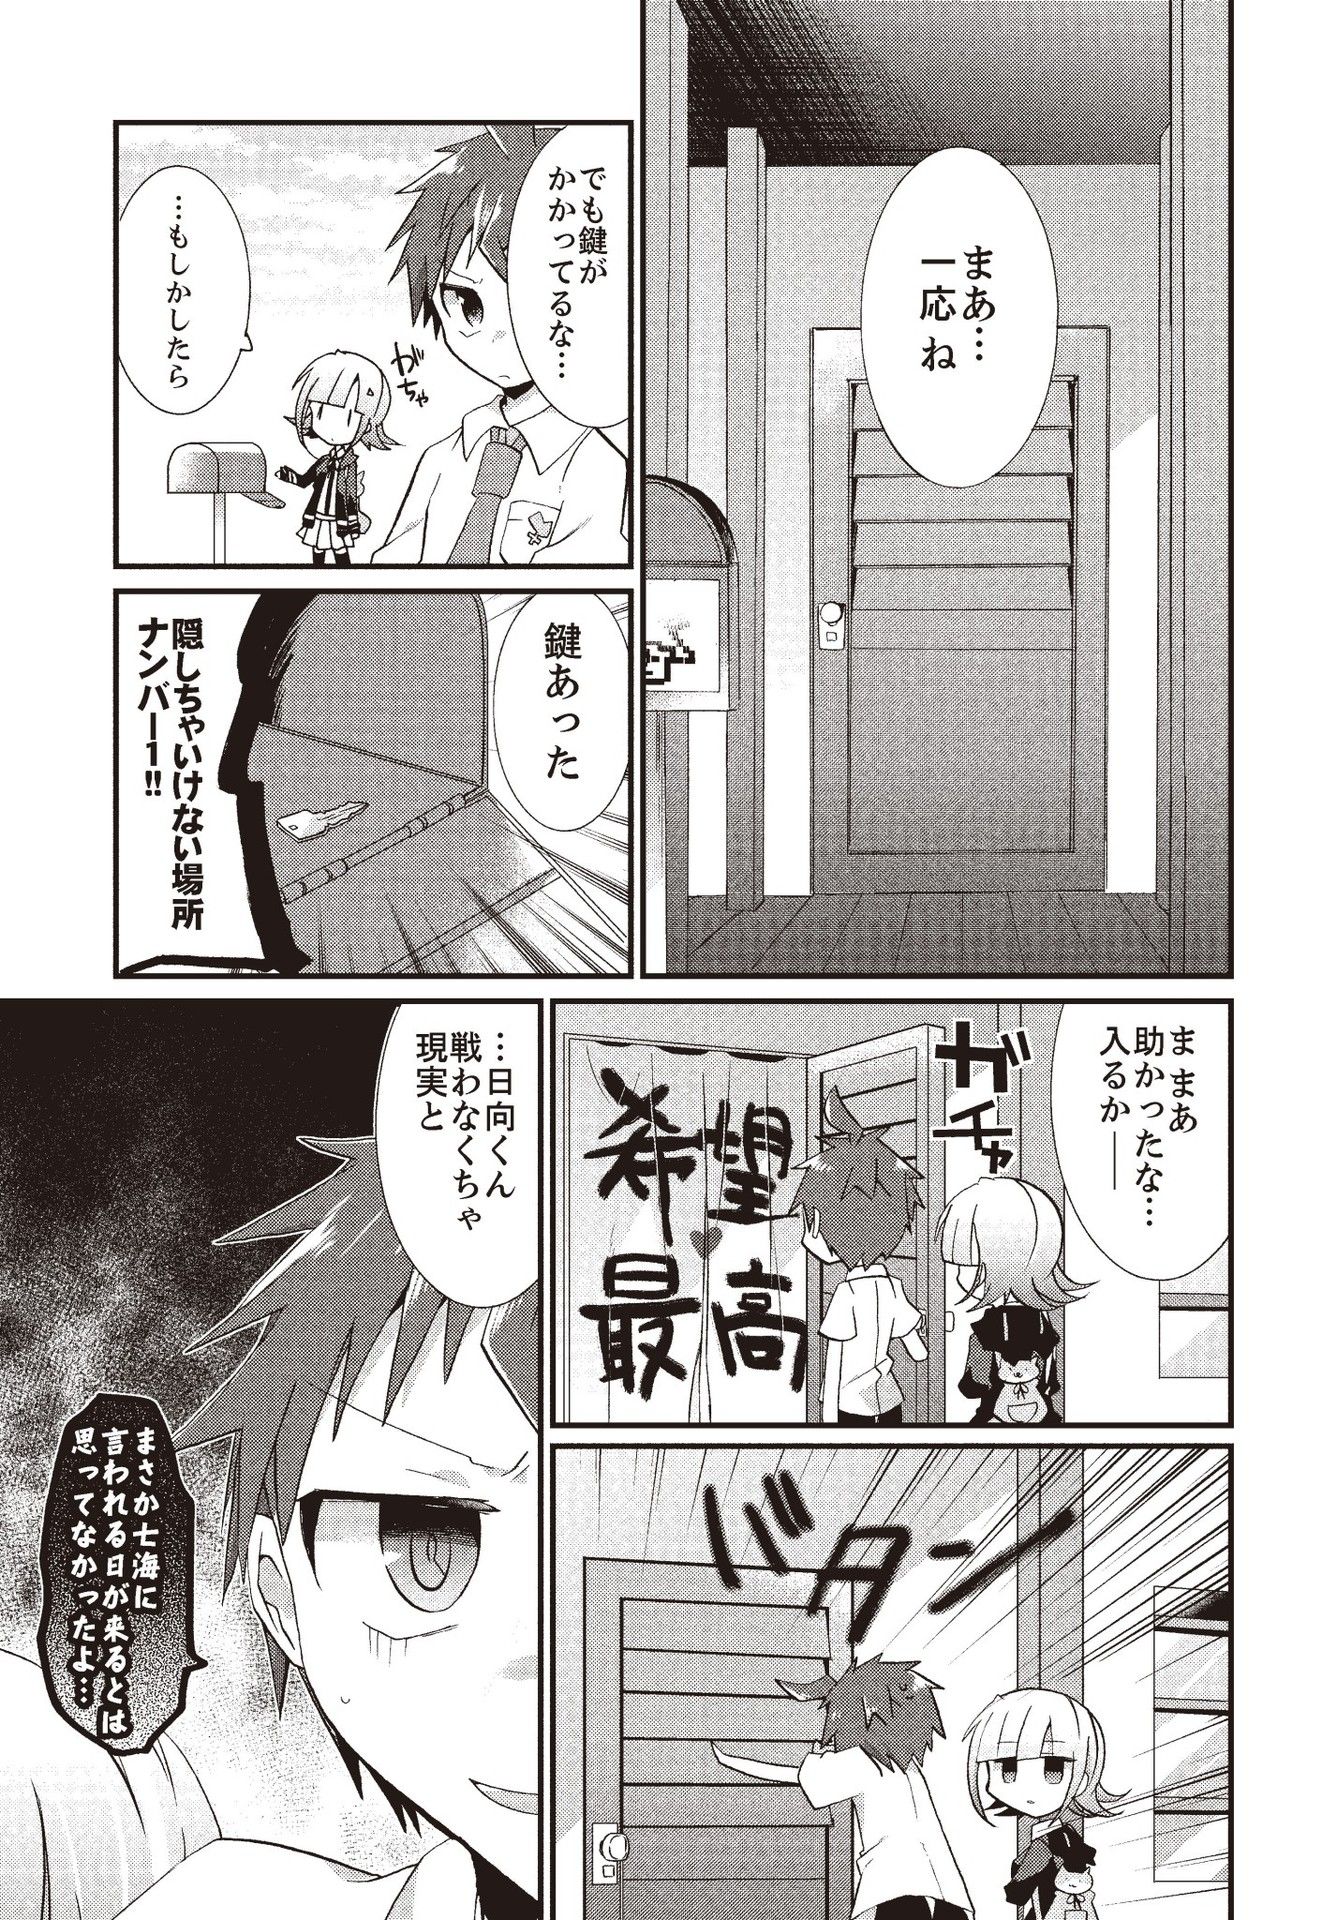 まあ…
一応ね
でも鍵が
かかってるな…
がちゃ
…もしかしたら
鍵あった
隠しちゃいけない場所
ナンバー1!!
ま まあ
助かったな…
入るか——
ガチャ
希望
♥
最高
バタン
…日向くん
戦わなくちゃ
現実と
まさか七海に
言われる日が来るとは
思ってなかったよ…